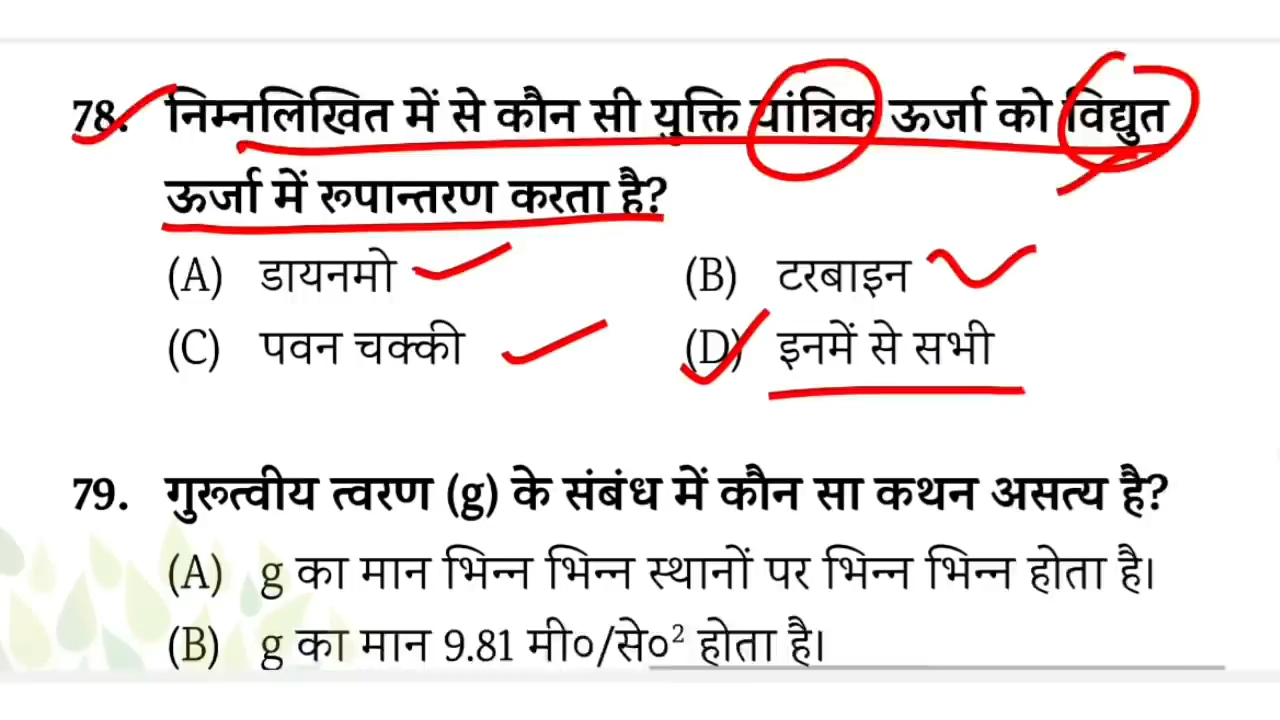 78. निम्नलिखित में से कौन सी युक्ति यांत्रिक ऊर्जा को विद्युत
ऊर्जा में रूपान्तरण करता है?
(A) डायनमो (B) टरबाइन
(C) पवन चक्की (D) इनमें से सभी
79. गुरुत्वीय त्वरण (g) के संबंध में कौन सा कथन असत्य है?
(A) g का मान भिन्न भिन्न स्थानों पर भिन्न भिन्न होता है।
(B) g का मान 9.81 मी०/से०² होता है।